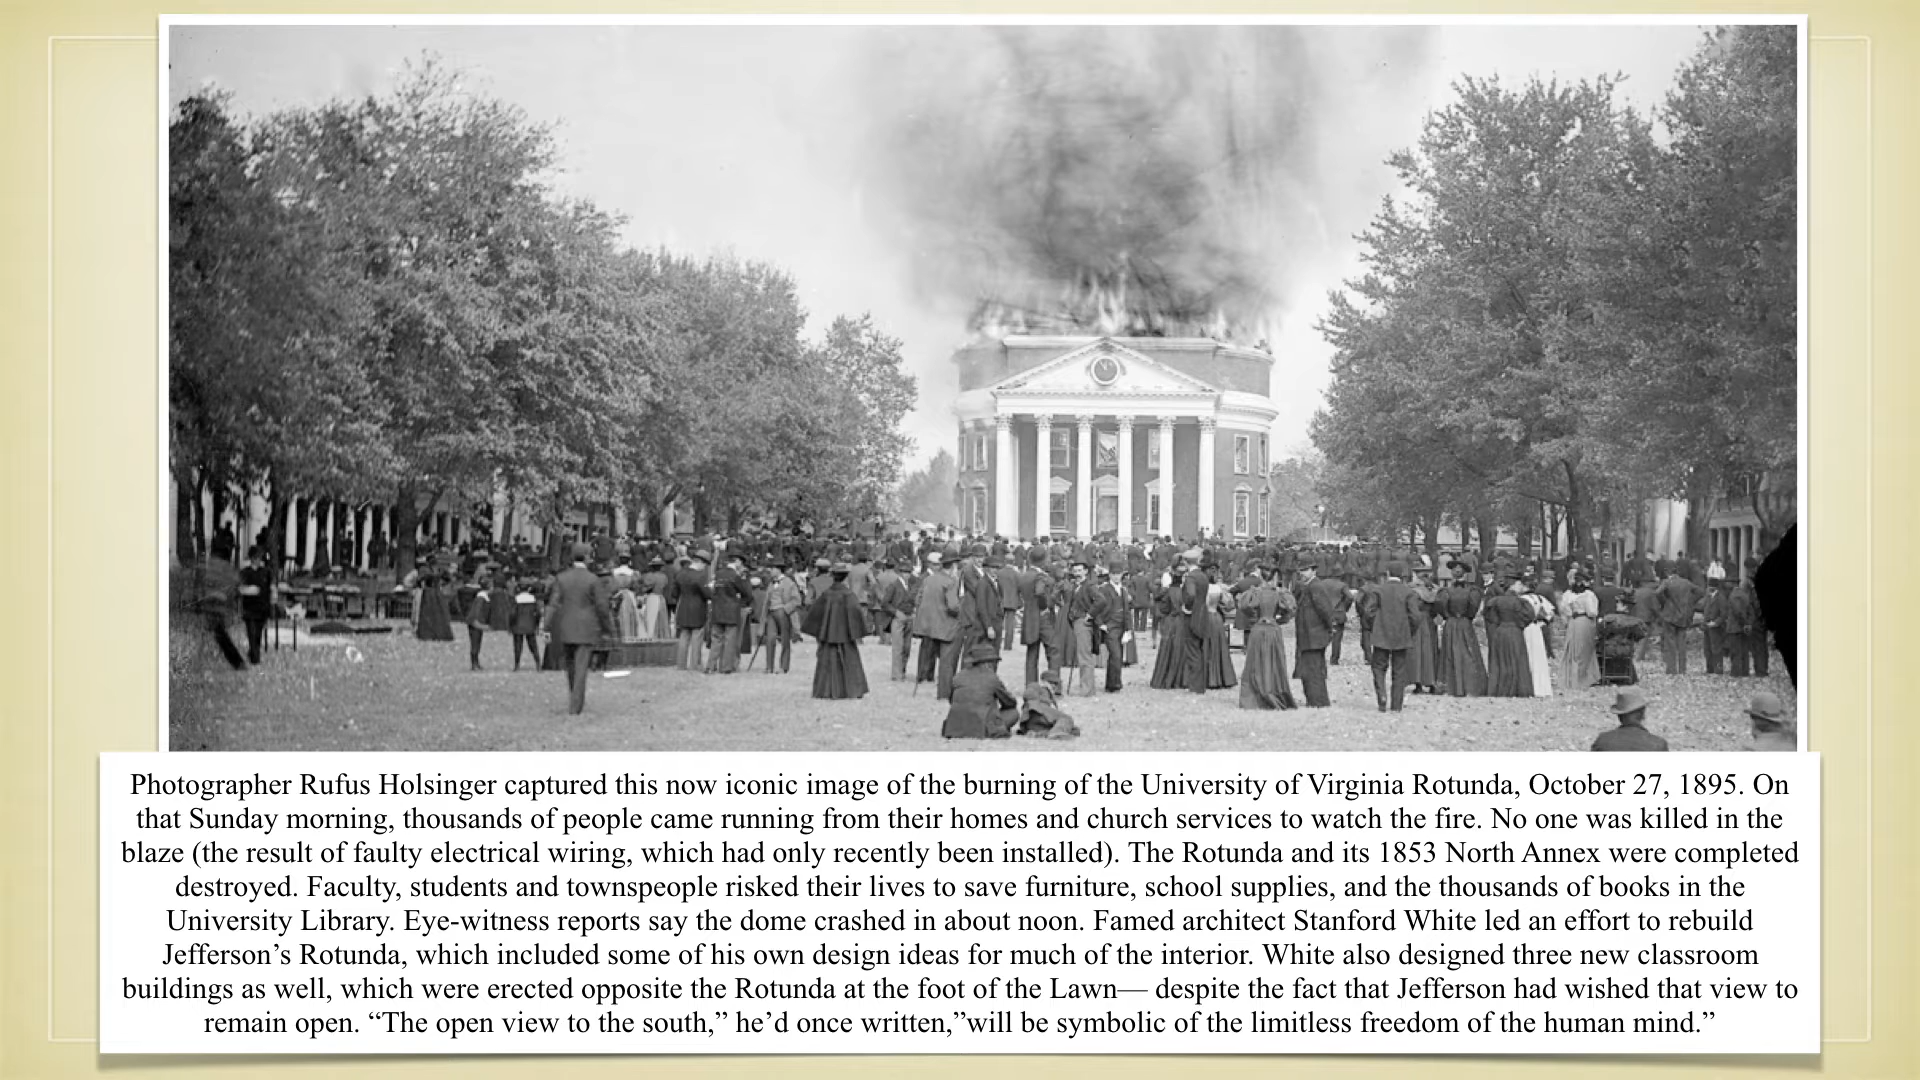 Photographer Rufus Holsinger captured this now iconic image of the burning of the University of Virginia Rotunda, October 27, 1895. On
that Sunday morning, thousands of people came running from their homes and church services to watch the fire. No one was killed in the
blaze (the result of faulty electrical wiring, which had only recently been installed). The Rotunda and its 1853 North Annex were completed
destroyed. Faculty, students and townspeople risked their lives to save furniture, school supplies, and the thousands of books in the
University Library. Eye-witness reports say the dome crashed in about noon. Famed architect Stanford White led an effort to rebuild
Jefferson’s Rotunda, which included some of his own design ideas for much of the interior. White also designed three new classroom
buildings as well, which were erected opposite the Rotunda at the foot of the Lawn— despite the fact that Jefferson had wished that view to
remain open. “The open view to the south,” he’d once written,”will be symbolic of the limitless freedom of the human mind.”